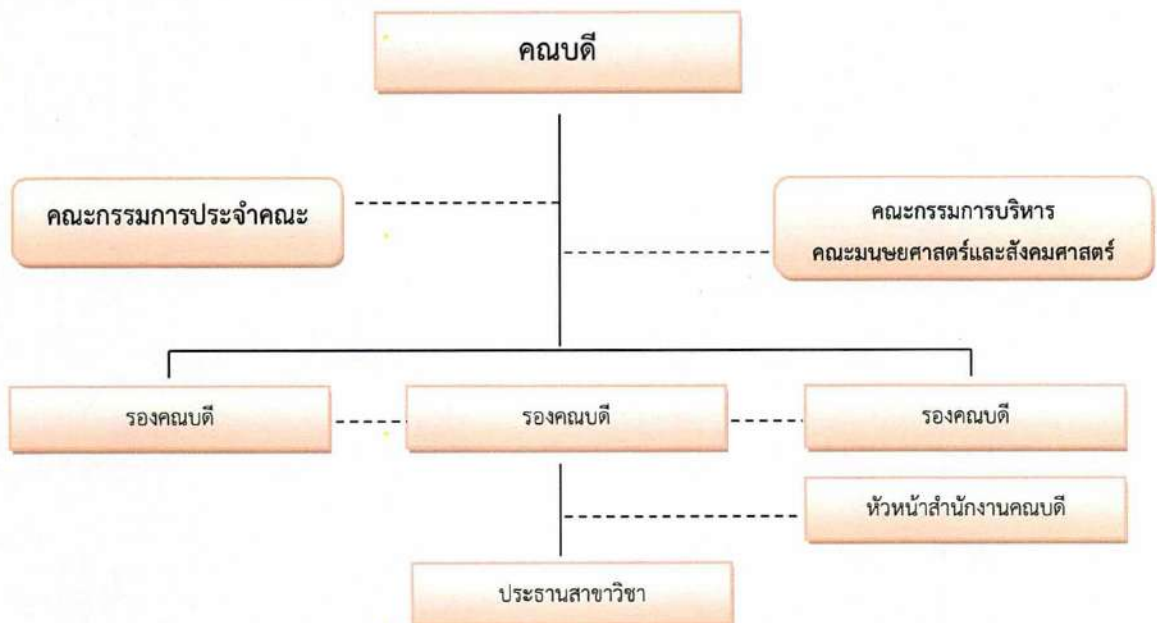 คณบดี
คณะกรรมการประจำคณะ
คณะกรรมการบริหาร
คณะมนุษยศาสตร์และสังคมศาสตร์
รองคณบดี
รองคณบดี
รองคณบดี
หัวหน้าสำนักงานคณบดี
ประธานสาขาวิชา